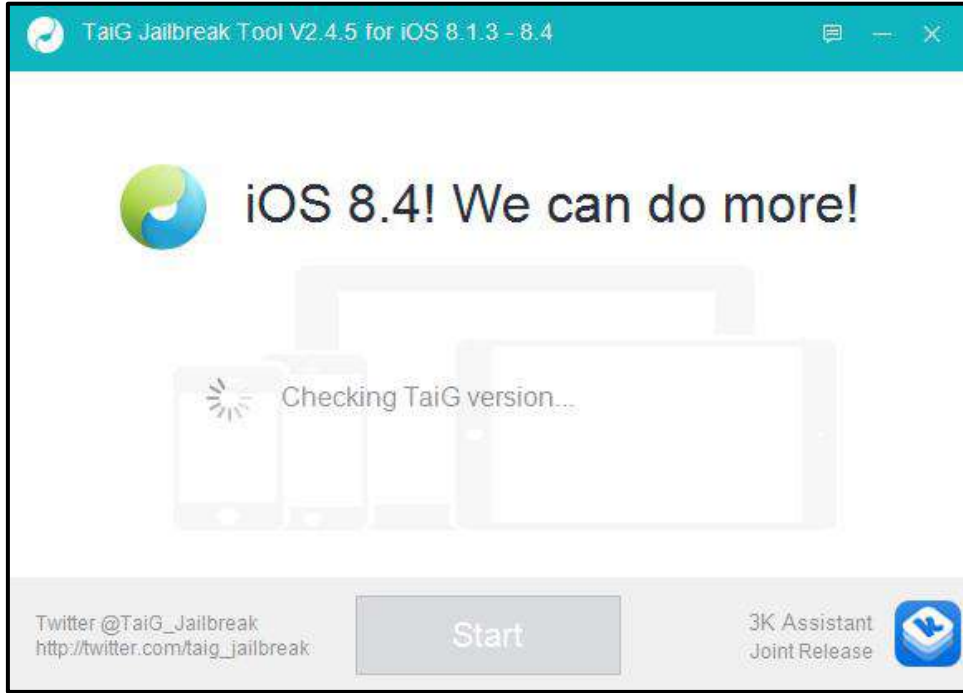 TaiG Jailbreak Tool V2.4.5 for iOS 8.1.3 - 8.4
iOS 8.4! We can do more!
Checking TaiG version...
Twitter @TaiG_Jailbreak
http://twitter.com/taig_jailbreak
Start
3K Assistant
Joint Release